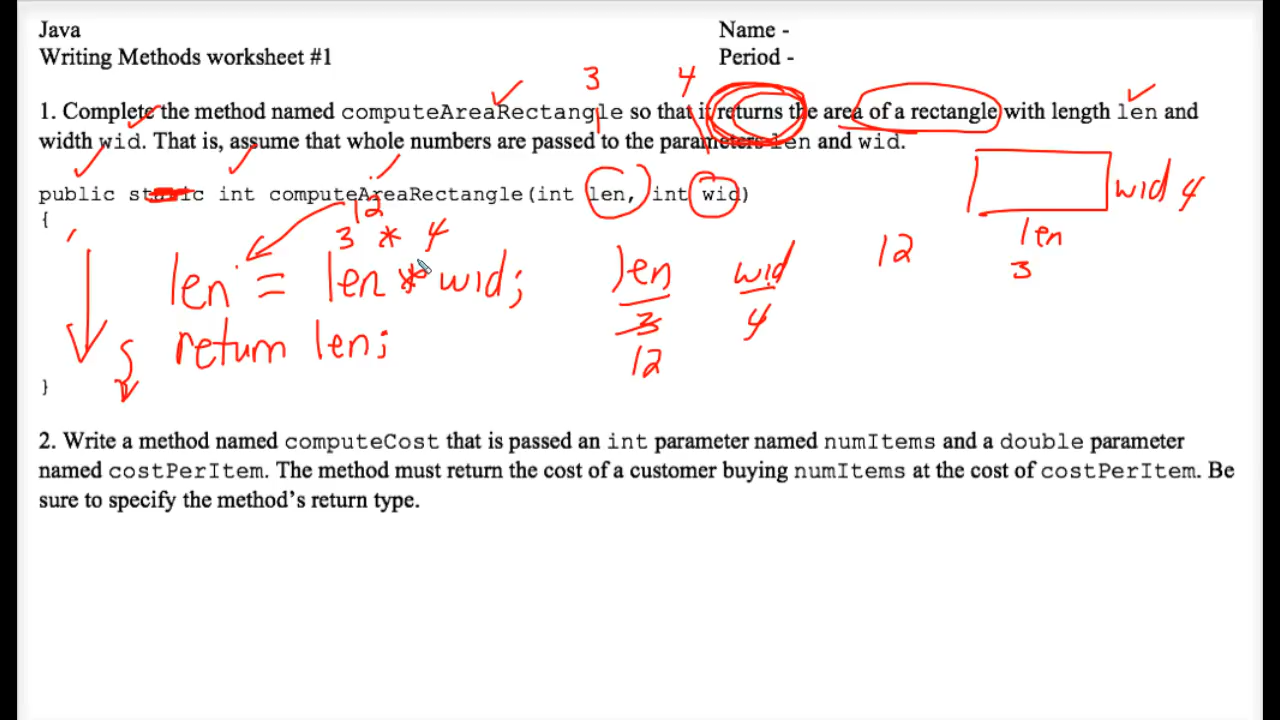 Java
Name -
Writing Methods worksheet #1
Period -
3 4
1. Complete the method named computeAreaRectangle so that it returns the area of a rectangle with length len and
width wid. That is, assume that whole numbers are passed to the parameters len and wid.
public static int computeAreaRectangle(int len, int wid)
{
12
3 * 4
len = len * wid;
return len;
len wid
3 4
12
12
wid 4
len
3
}
2. Write a method named computeCost that is passed an int parameter named numItems and a double parameter
named costPerItem. The method must return the cost of a customer buying numItems at the cost of costPerItem. Be
sure to specify the method's return type.